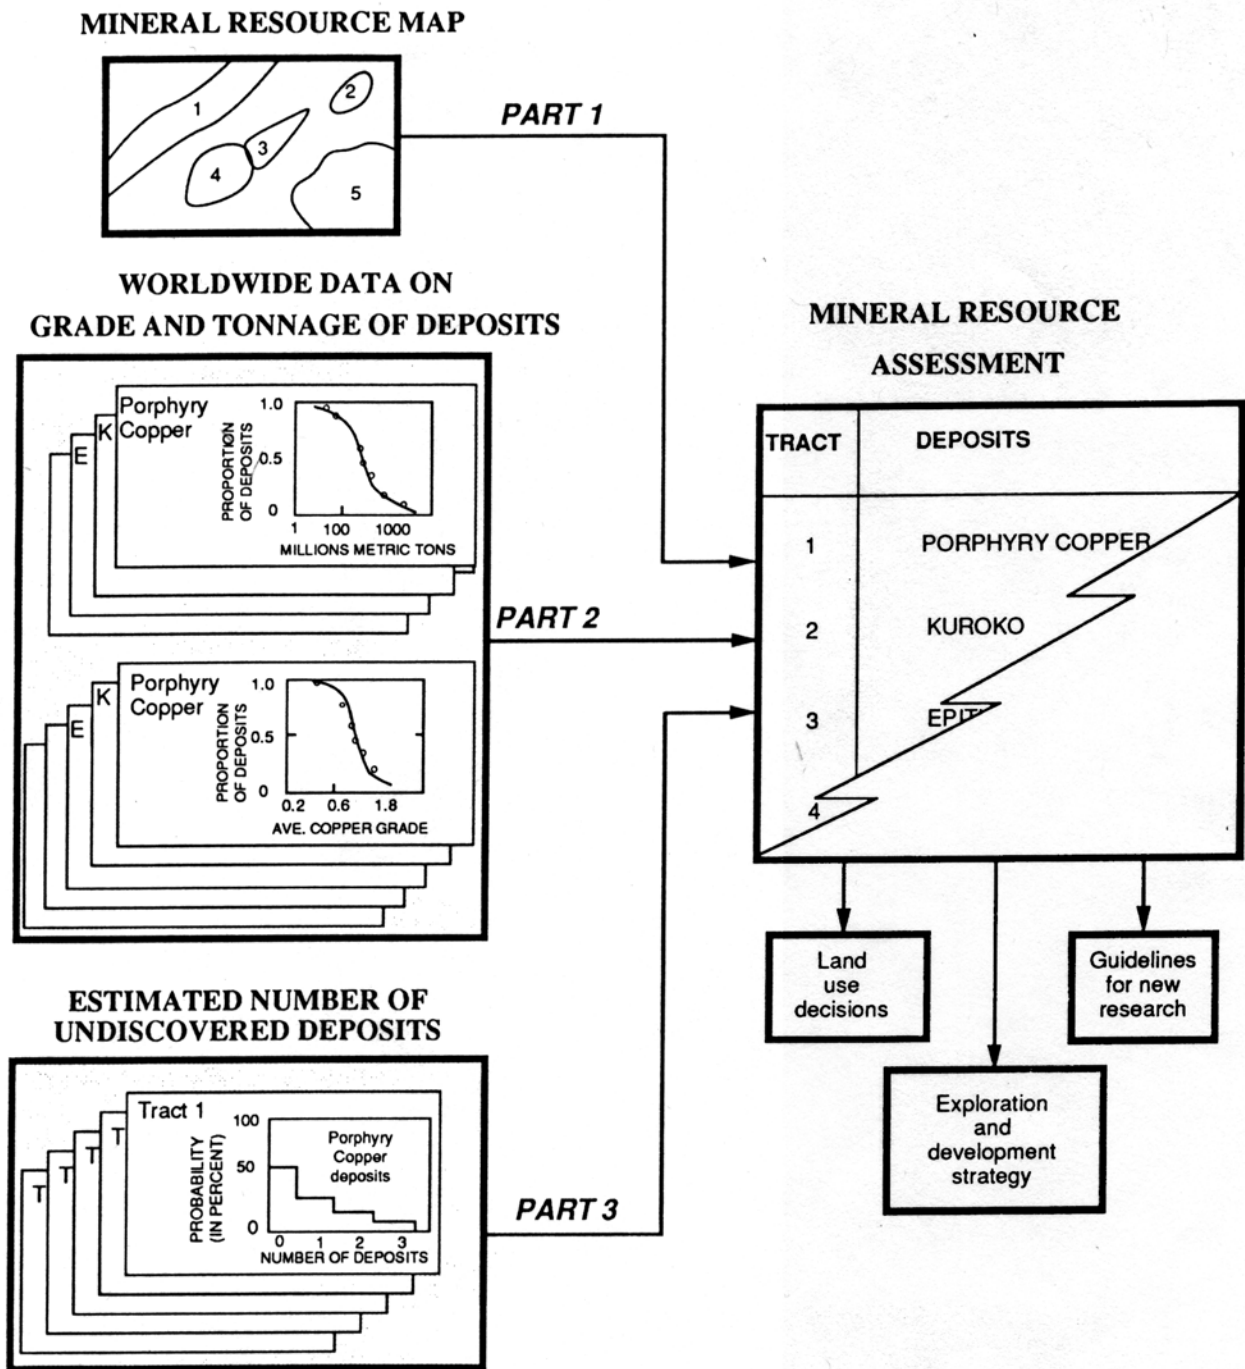 MINERAL RESOURCE MAP
1
2
3
4
5
PART 1
WORLDWIDE DATA ON
GRADE AND TONNAGE OF DEPOSITS
Porphyry
Copper
K
E
PROPORTION
OF DEPOSITS
1.0
0.5
0
1 100 1000
MILLIONS METRIC TONS
Porphyry
Copper
K
E
PROPORTION
OF DEPOSITS
1.0
0.5
0
0.2 0.6 1.8
AVE. COPPER GRADE
PART 2
ESTIMATED NUMBER OF
UNDISCOVERED DEPOSITS
Tract 1
T
T
T
T
PROBABILITY
(IN PERCENT)
100
50
0
Porphyry
Copper
deposits
0 1 2 3
NUMBER OF DEPOSITS
PART 3
MINERAL RESOURCE
ASSESSMENT
TRACT DEPOSITS
1 PORPHYRY COPPER
2 KUROKO
3 EPIT
4
Land
use
decisions
Exploration
and
development
strategy
Guidelines
for new
research